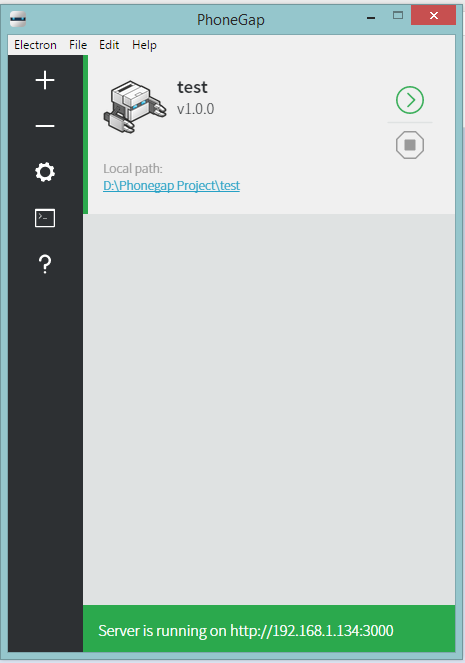 PhoneGap
Electron File Edit Help
test
v1.0.0
Local path:
D:\Phonegap Project\test
Server is running on http://192.168.1.134:3000